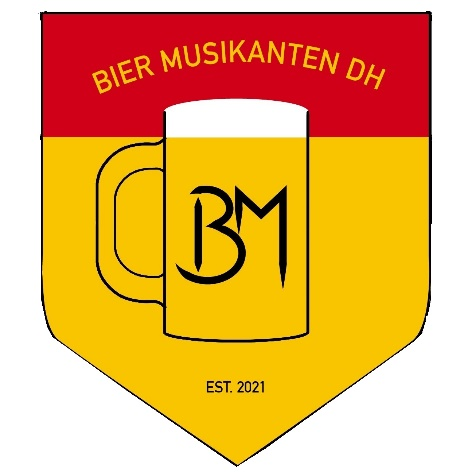 BIER MUSIKANTEN DH
BM
EST. 2021